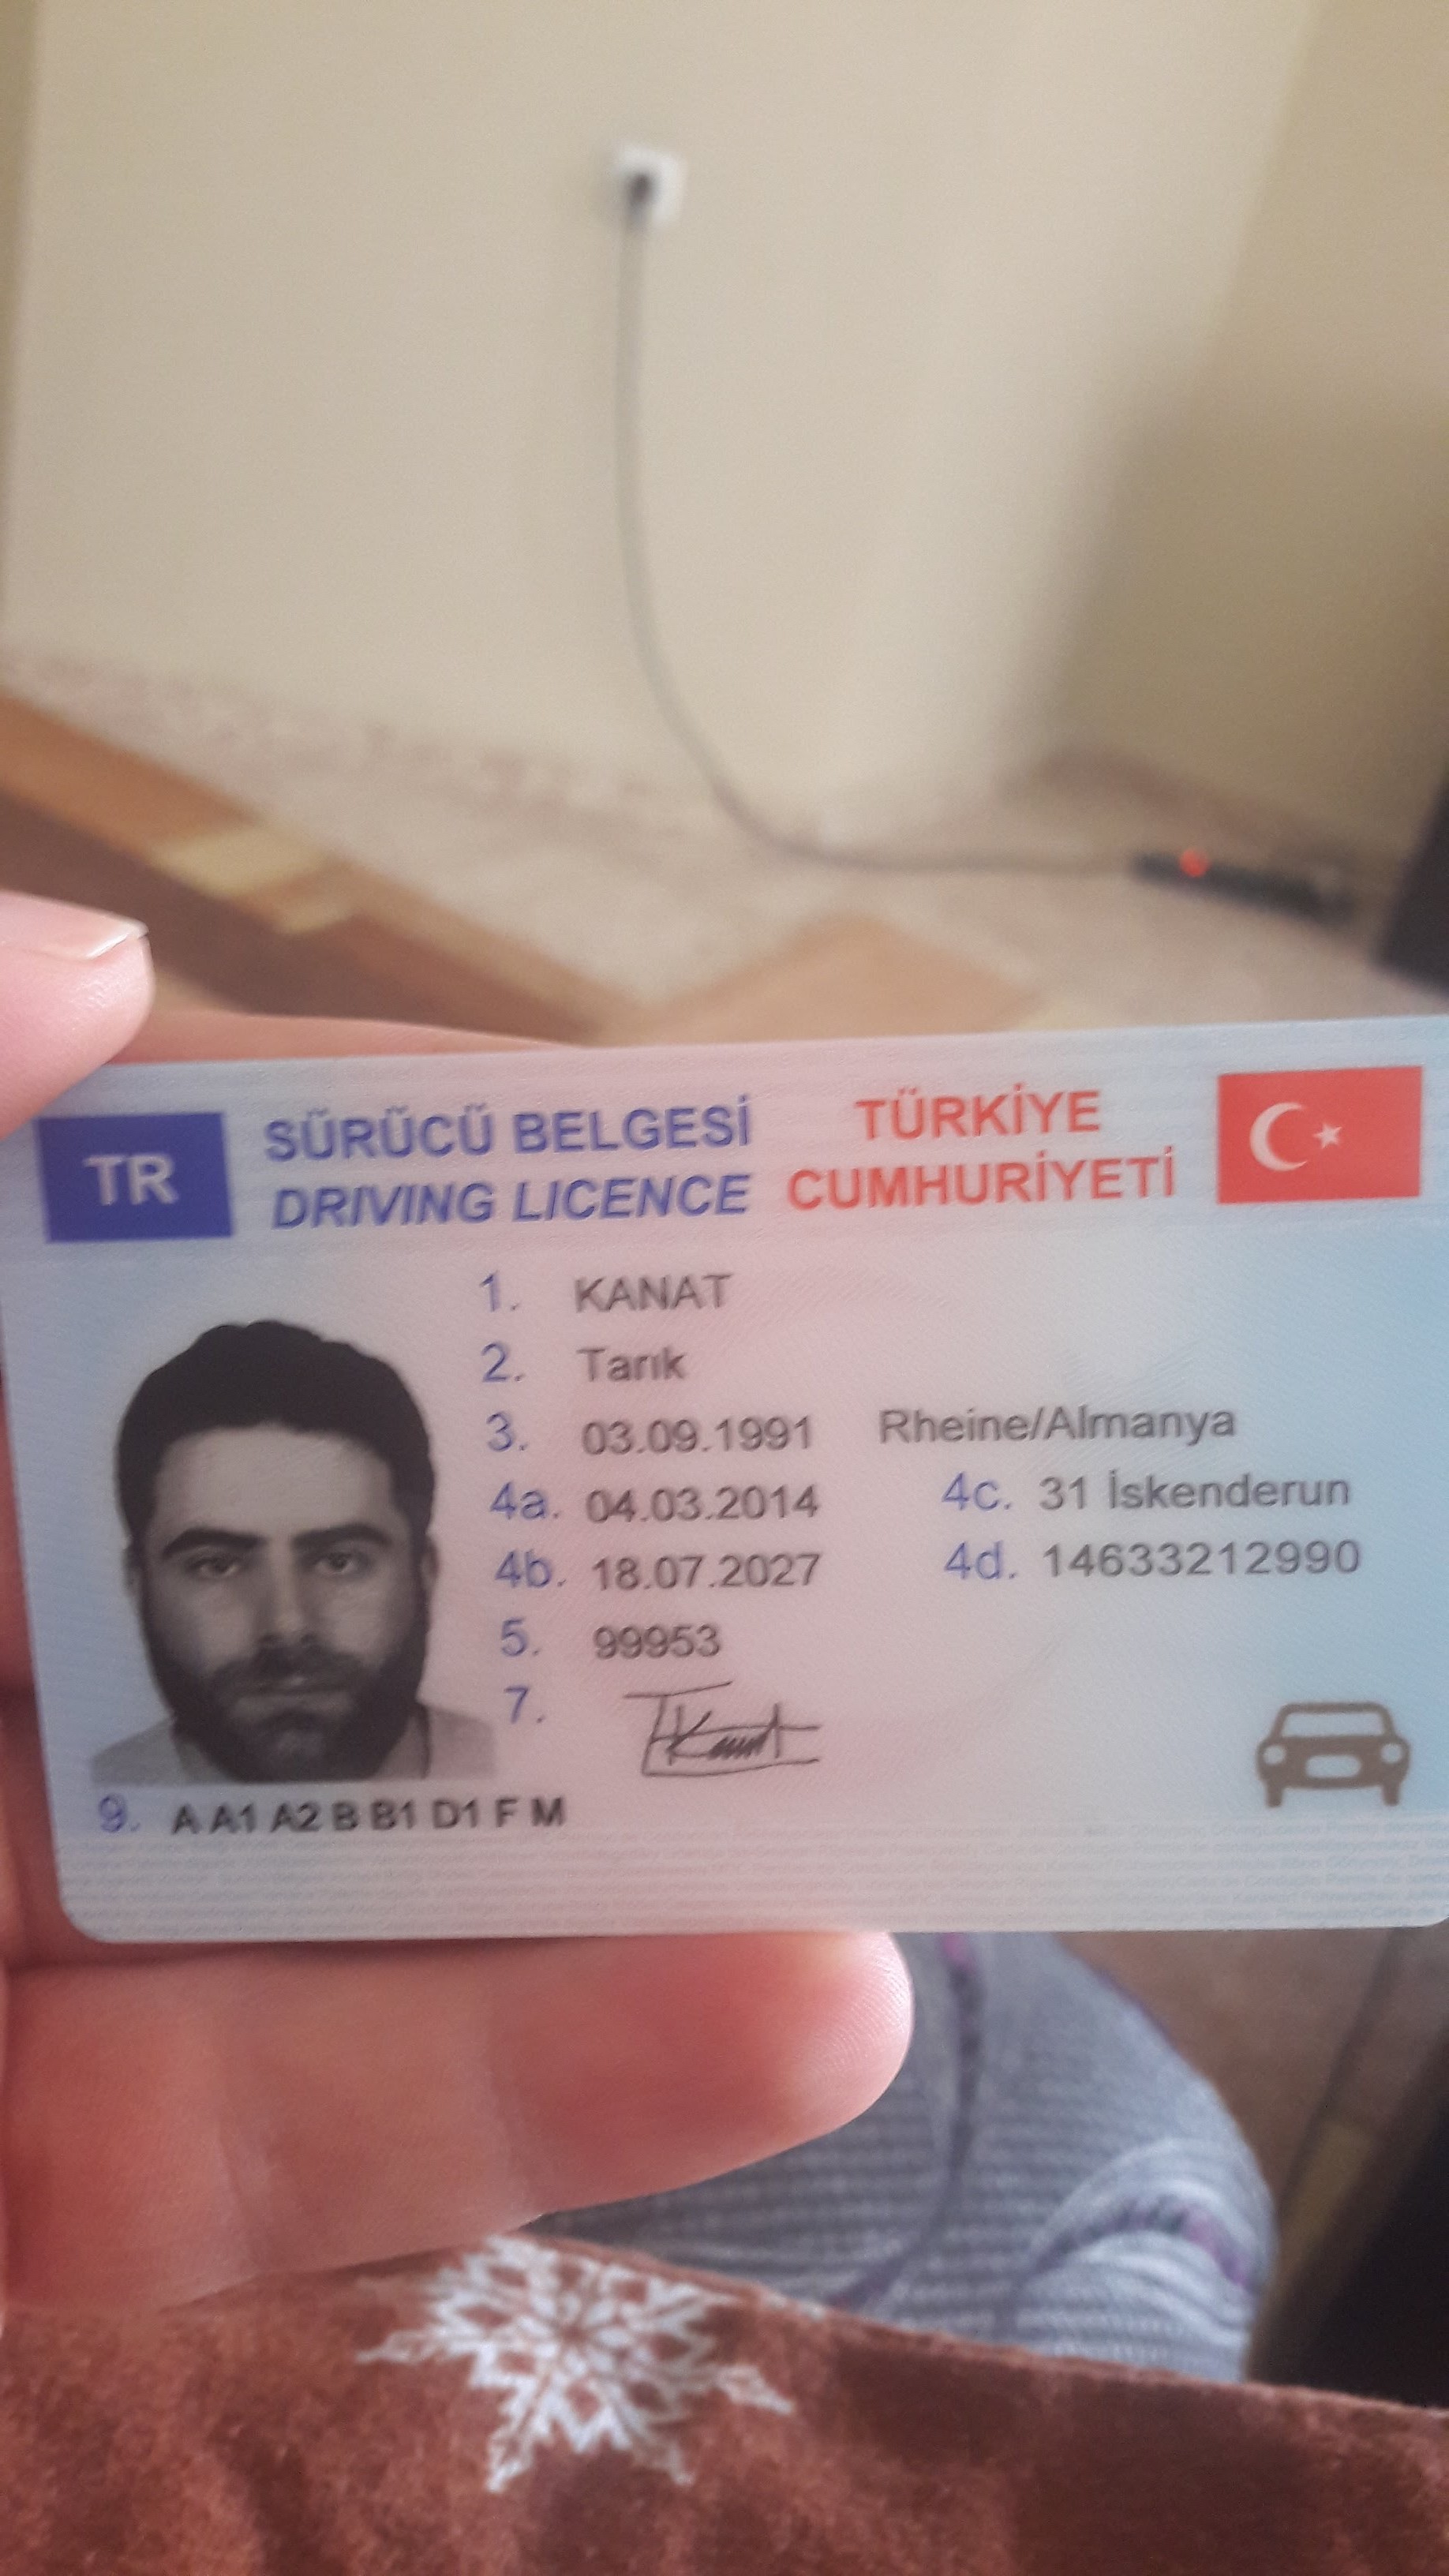 TR
SÜRÜCÜ BELGESİ
DRIVING LICENCE
TÜRKİYE
CUMHURİYETİ
1. KANAT
2. Tarık
3. 03.09.1991 Rheine/Almanya
4a. 04.03.2014 4c. 31 İskenderun
4b. 18.07.2027 4d. 14633212990
5. 99953
7. TKanat
9. A A1 A2 B B1 D1 F M